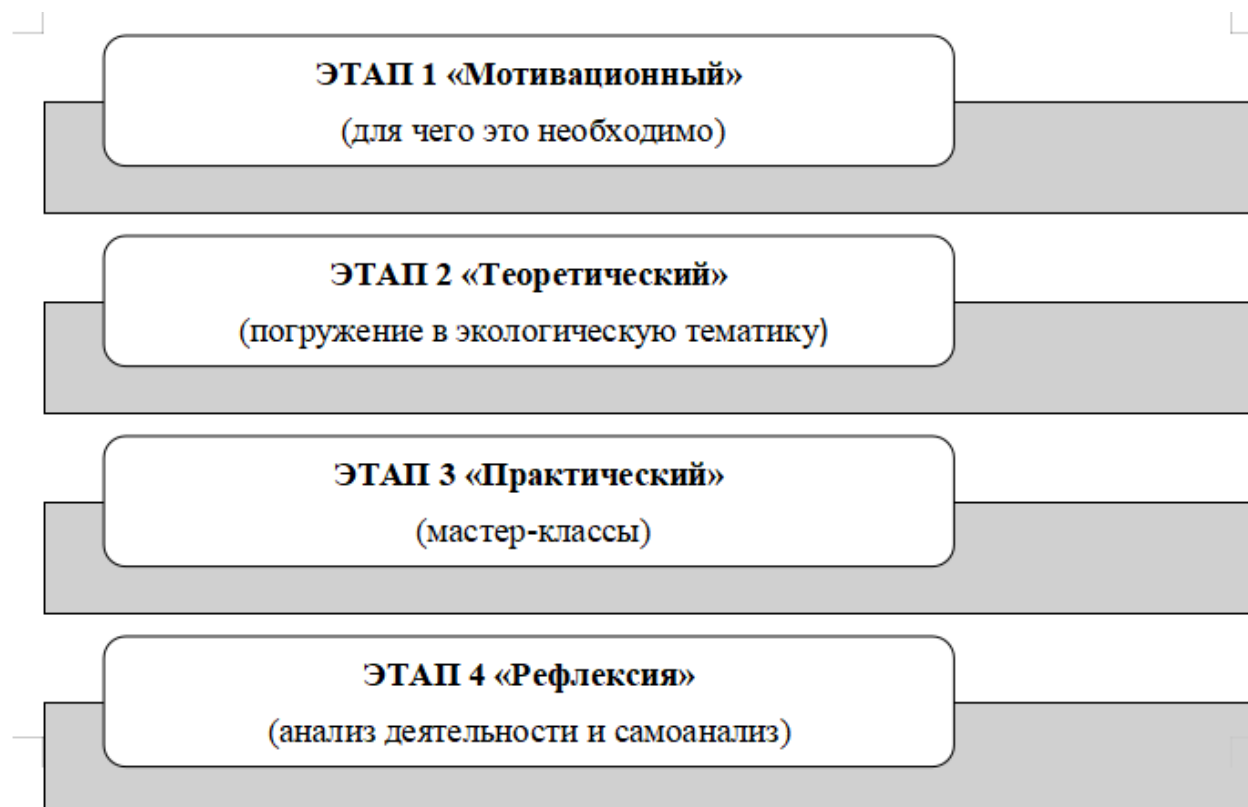 ЭТАП 1 «Мотивационный»
(для чего это необходимо)
ЭТАП 2 «Теоретический»
(погружение в экологическую тематику)
ЭТАП 3 «Практический»
(мастер-классы)
ЭТАП 4 «Рефлексия»
(анализ деятельности и самоанализ)